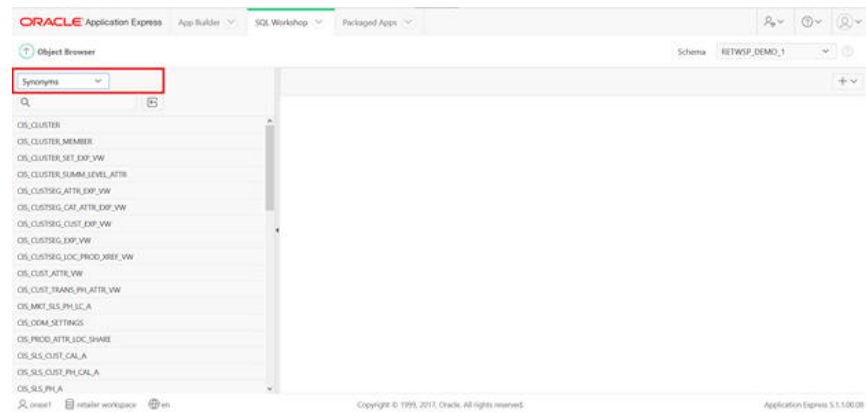 ORACLE Application Express App Builder SQL Workshop Packaged Apps
Object Browser Schema RETWSP_DEMO_1
Synonyms
CIS_CLUSTER
CIS_CLUSTER_MEMBER
CIS_CLUSTER_SET_EXP_VW
CIS_CLUSTER_SUMM_LEVEL_ATTR
CIS_CUSTSEG_ATTR_EXP_VW
CIS_CUSTSEG_CAT_ATTR_EXP_VW
CIS_CUSTSEG_CUST_EXP_VW
CIS_CUSTSEG_EXP_VW
CIS_CUSTSEG_LOC_PROD_XREF_VW
CIS_CUST_ATTR_VW
CIS_CUST_TRANS_PH_ATTR_VW
CIS_MKT_SLS_PH_LC_A
CIS_ODM_SETTINGS
CIS_PROD_ATTR_LOC_SHARE
CIS_SLS_CUST_CAL_A
CIS_SLS_CUST_PH_CAL_A
CIS_SLS_PH_A
orase1 retailer workspace en Copyright © 1999, 2017, Oracle. All rights reserved. Application Express 5.1.1.00.08